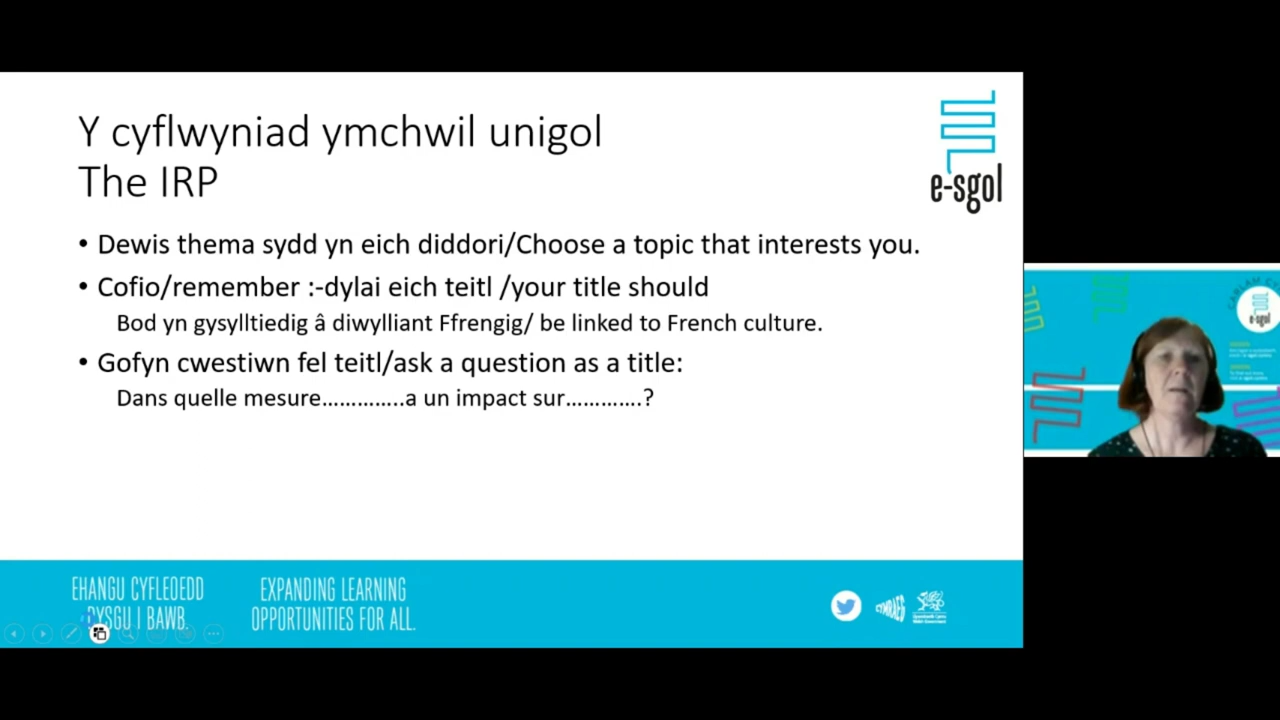 Y cyflwyniad ymchwil unigol
The IRP
e-sgol
• Dewis thema sydd yn eich diddori/Choose a topic that interests you.
• Cofio/remember :-dylai eich teitl /your title should
Bod yn gysylltiedig â diwylliant Ffrengig/ be linked to French culture.
• Gofyn cwestiwn fel teitl/ask a question as a title:
Dans quelle mesure…………..a un impact sur………….?
e-sgol
EHANGU CYFLEOEDD
DYSGU I BAWB.
EXPANDING LEARNING
OPPORTUNITIES FOR ALL.
CYMRAEG